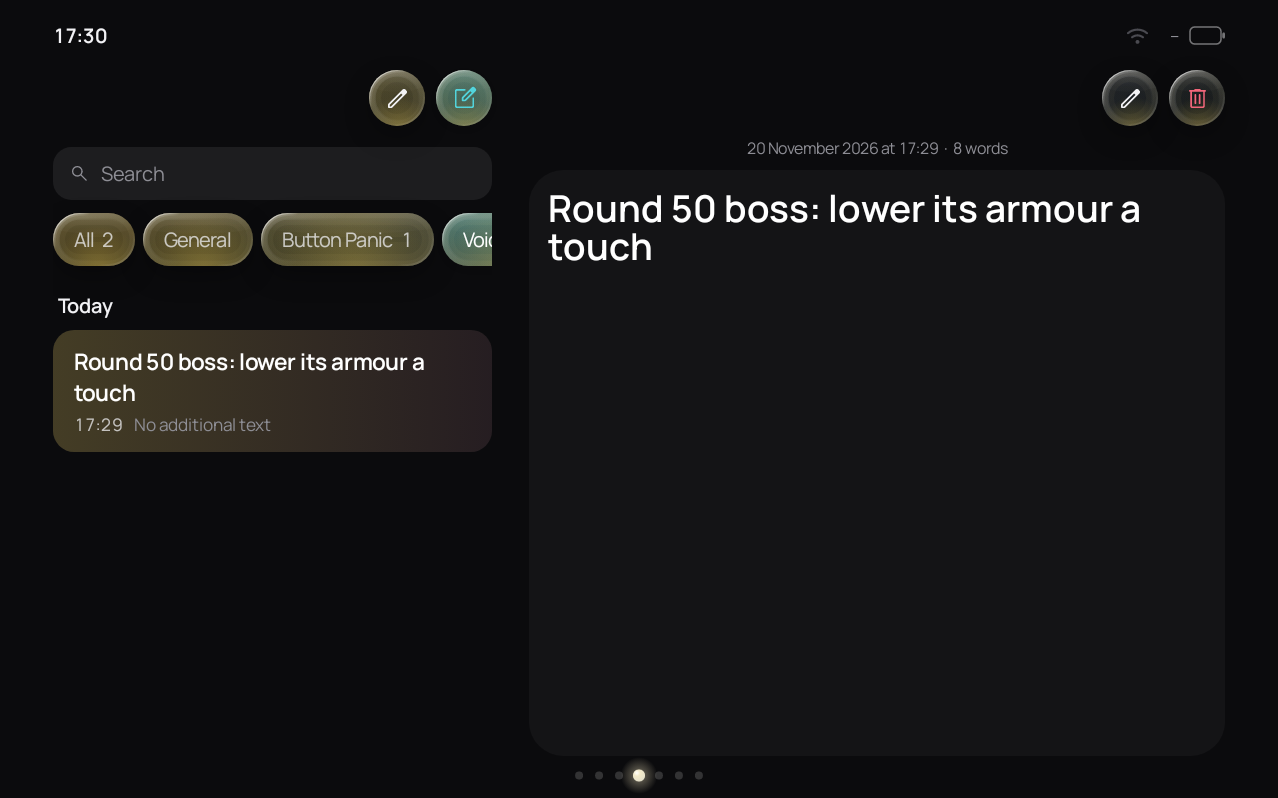 17:30
–
Search
All 2
General
Button Panic 1
Today
Round 50 boss: lower its armour a
touch
17:29 No additional text
20 November 2026 at 17:29 · 8 words
Round 50 boss: lower its armour a
touch